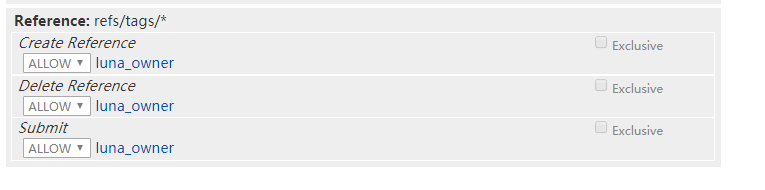 Reference: refs/tags/*
Create Reference
Exclusive
ALLOW luna_owner
Delete Reference
Exclusive
ALLOW luna_owner
Submit
Exclusive
ALLOW luna_owner